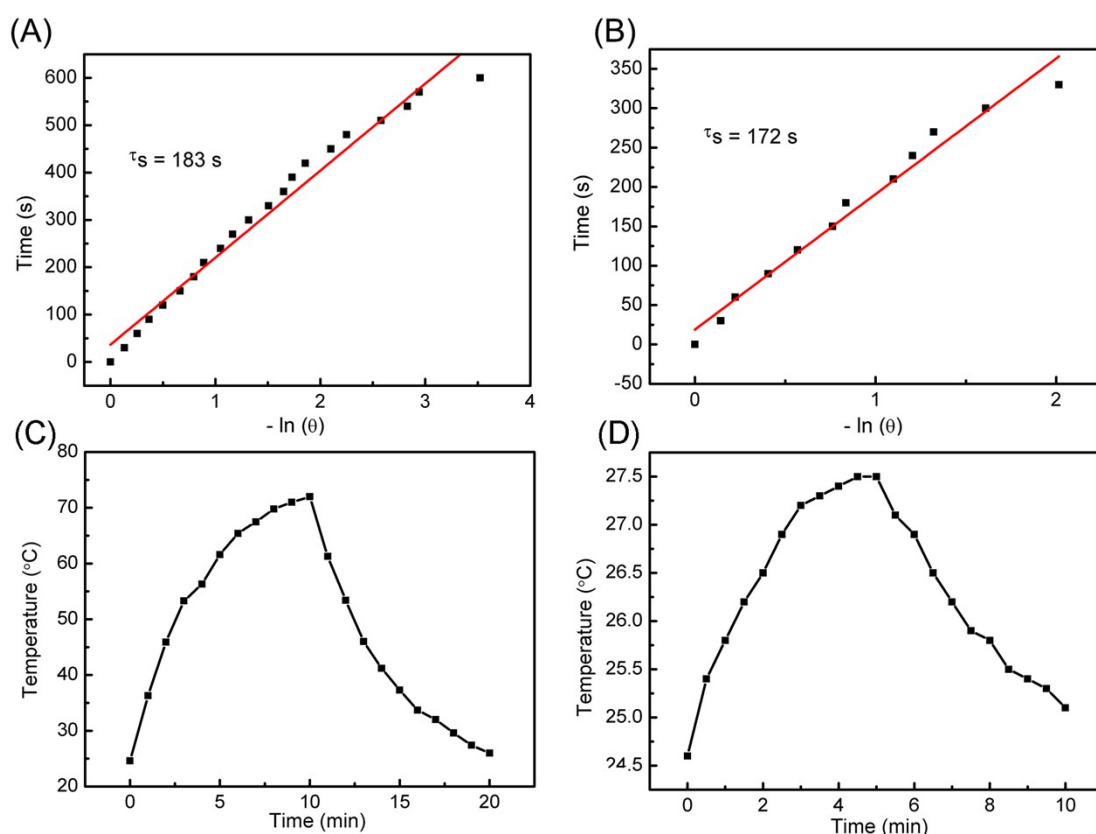 (A)
600
500
400
300
200
100
0
Time (s)
τs = 183 s
0 1 2 3 4
- ln (θ)
(B)
350
300
250
200
150
100
50
0
-50
Time (s)
τs = 172 s
0 1 2
- ln (θ)
(C)
80
70
60
50
40
30
20
Temperature (°C)
0 5 10 15 20
Time (min)
(D)
27.5
27.0
26.5
26.0
25.5
25.0
24.5
Temperature (°C)
0 2 4 6 8 10
Time (min)